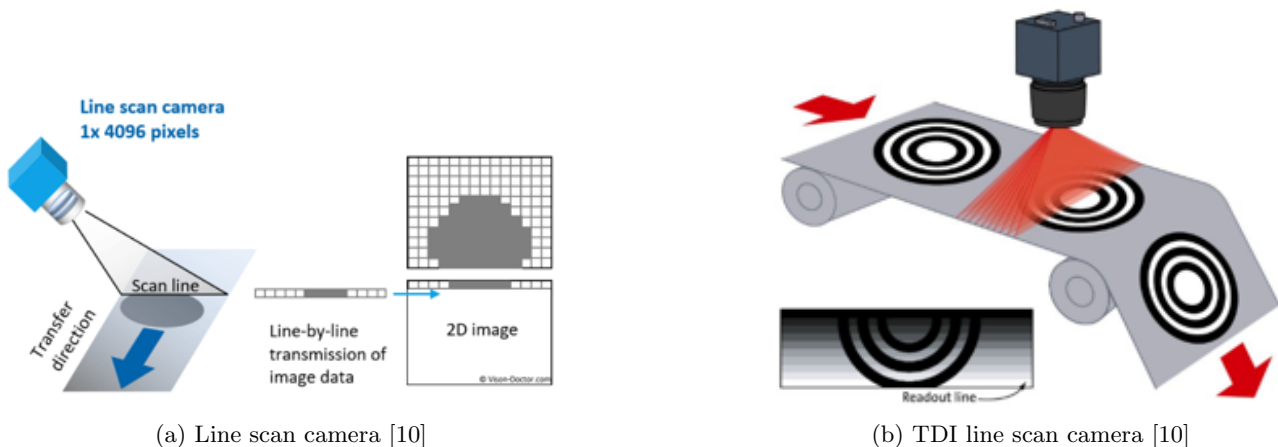 Line scan camera
1x 4096 pixels
Scan line
Transfer
direction
Line-by-line
transmission of
image data
2D image
© Vison-Doctor.com
Readout line
(a) Line scan camera [10]
(b) TDI line scan camera [10]